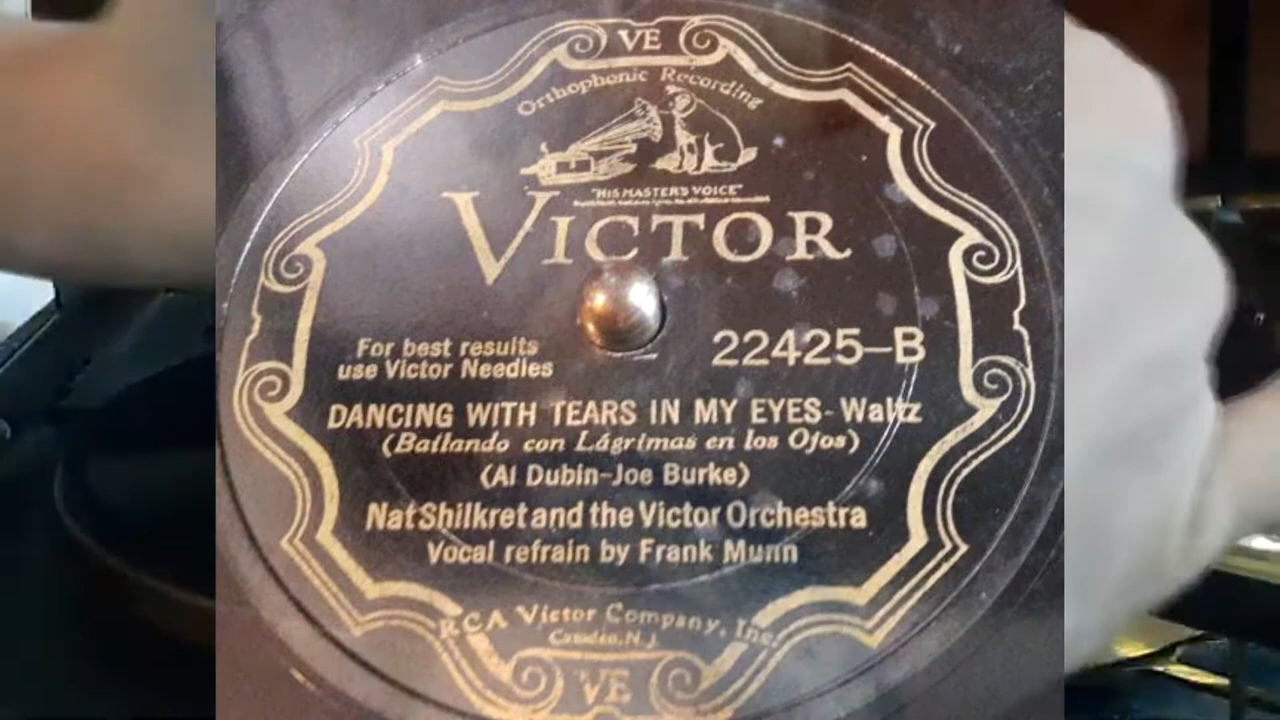 VE
Orthophonic Recording
"HIS MASTER'S VOICE"
VICTOR
For best results
use Victor Needles
22425-B
DANCING WITH TEARS IN MY EYES- Waltz
(Bailando con Lágrimas en los Ojos)
(Al Dubin-Joe Burke)
Nat Shilkret and the Victor Orchestra
Vocal refrain by Frank Munn
RCA Victor Company, Inc.
Camden, N.J.
VE